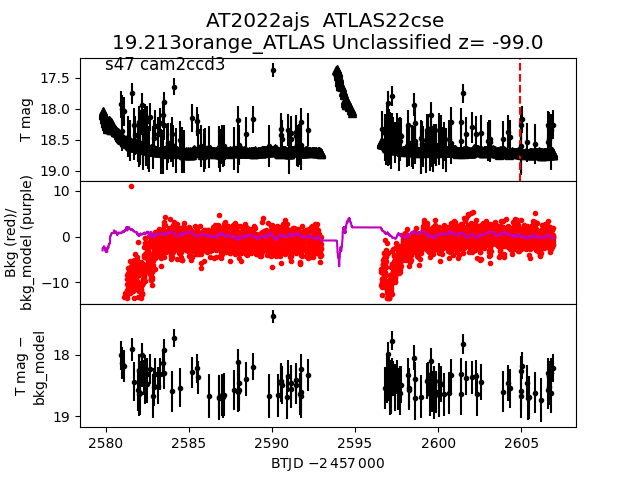 AT2022ajs  ATLAS22cse
19.213orange_ATLAS Unclassified z= -99.0
s47 cam2ccd3
T mag
17.5
18.0
18.5
19.0
Bkg (red)/
bkg_model (purple)
10
0
−10
T mag −
bkg_model
18
19
2580 2585 2590 2595 2600 2605
BTJD −2 457 000